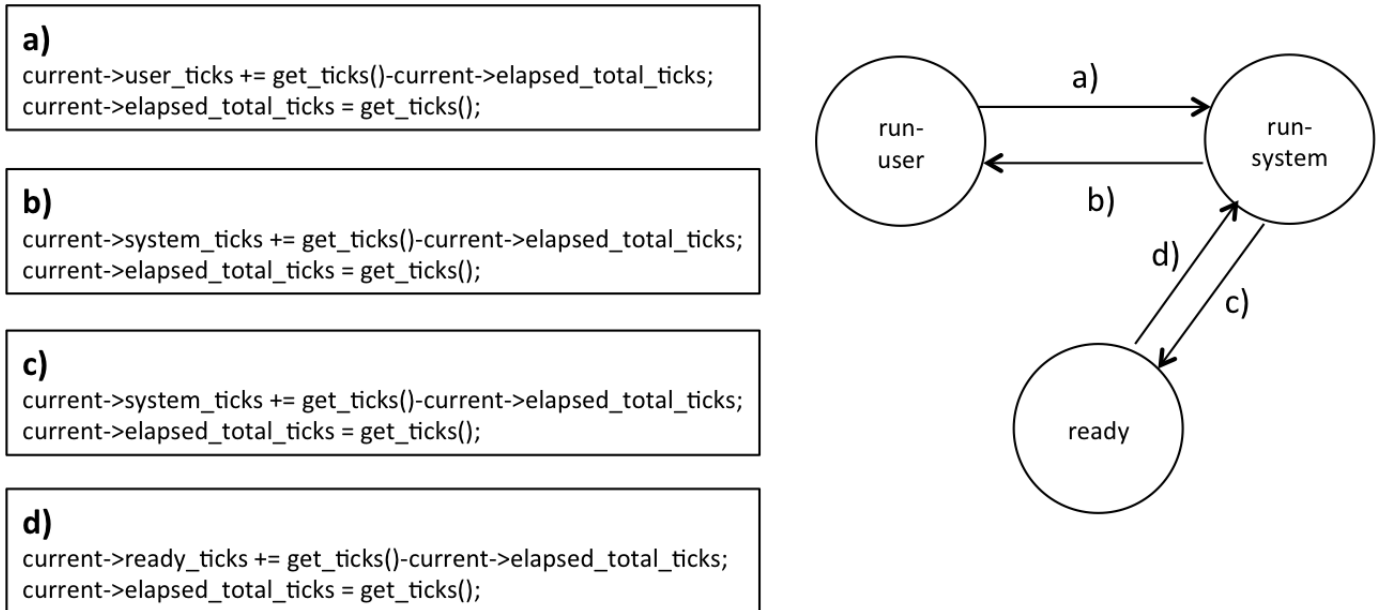 a)
current->user_ticks += get_ticks()-current->elapsed_total_ticks;
current->elapsed_total_ticks = get_ticks();
b)
current->system_ticks += get_ticks()-current->elapsed_total_ticks;
current->elapsed_total_ticks = get_ticks();
c)
current->system_ticks += get_ticks()-current->elapsed_total_ticks;
current->elapsed_total_ticks = get_ticks();
d)
current->ready_ticks += get_ticks()-current->elapsed_total_ticks;
current->elapsed_total_ticks = get_ticks();
run-
user
a)
b)
run-
system
d)
c)
ready